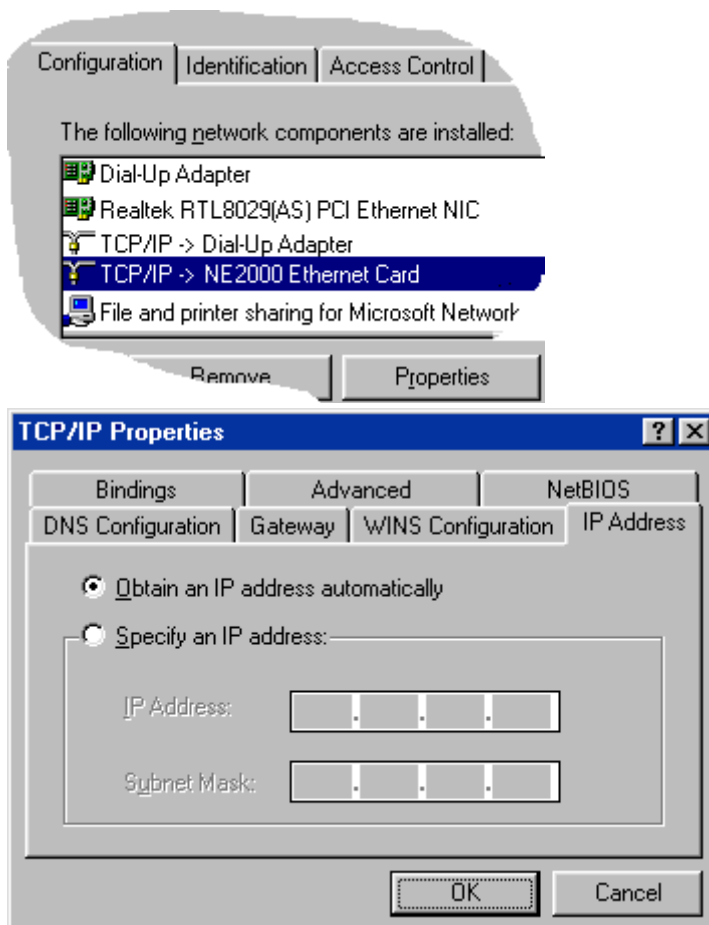 Configuration Identification Access Control
The following network components are installed:
Dial-Up Adapter
Realtek RTL8029(AS) PCI Ethernet NIC
TCP/IP -> Dial-Up Adapter
TCP/IP -> NE2000 Ethernet Card
File and printer sharing for Microsoft Network
Remove Properties
TCP/IP Properties
Bindings Advanced NetBIOS
DNS Configuration Gateway WINS Configuration IP Address
Obtain an IP address automatically
Specify an IP address:
IP Address:
Subnet Mask:
OK Cancel